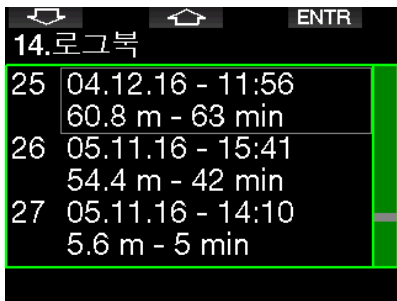 ENTR
14.로그북
25 04.12.16 - 11:56
60.8 m - 63 min
26 05.11.16 - 15:41
54.4 m - 42 min
27 05.11.16 - 14:10
5.6 m - 5 min